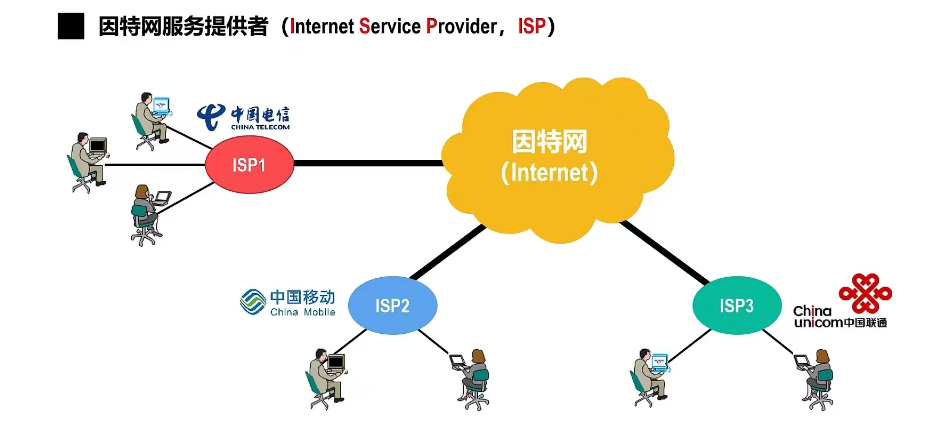 因特网服务提供者（Internet Service Provider，ISP）
中国电信
CHINA TELECOM
ISP1
因特网
（Internet）
中国移动
China Mobile
ISP2
ISP3
China
unicom中国联通